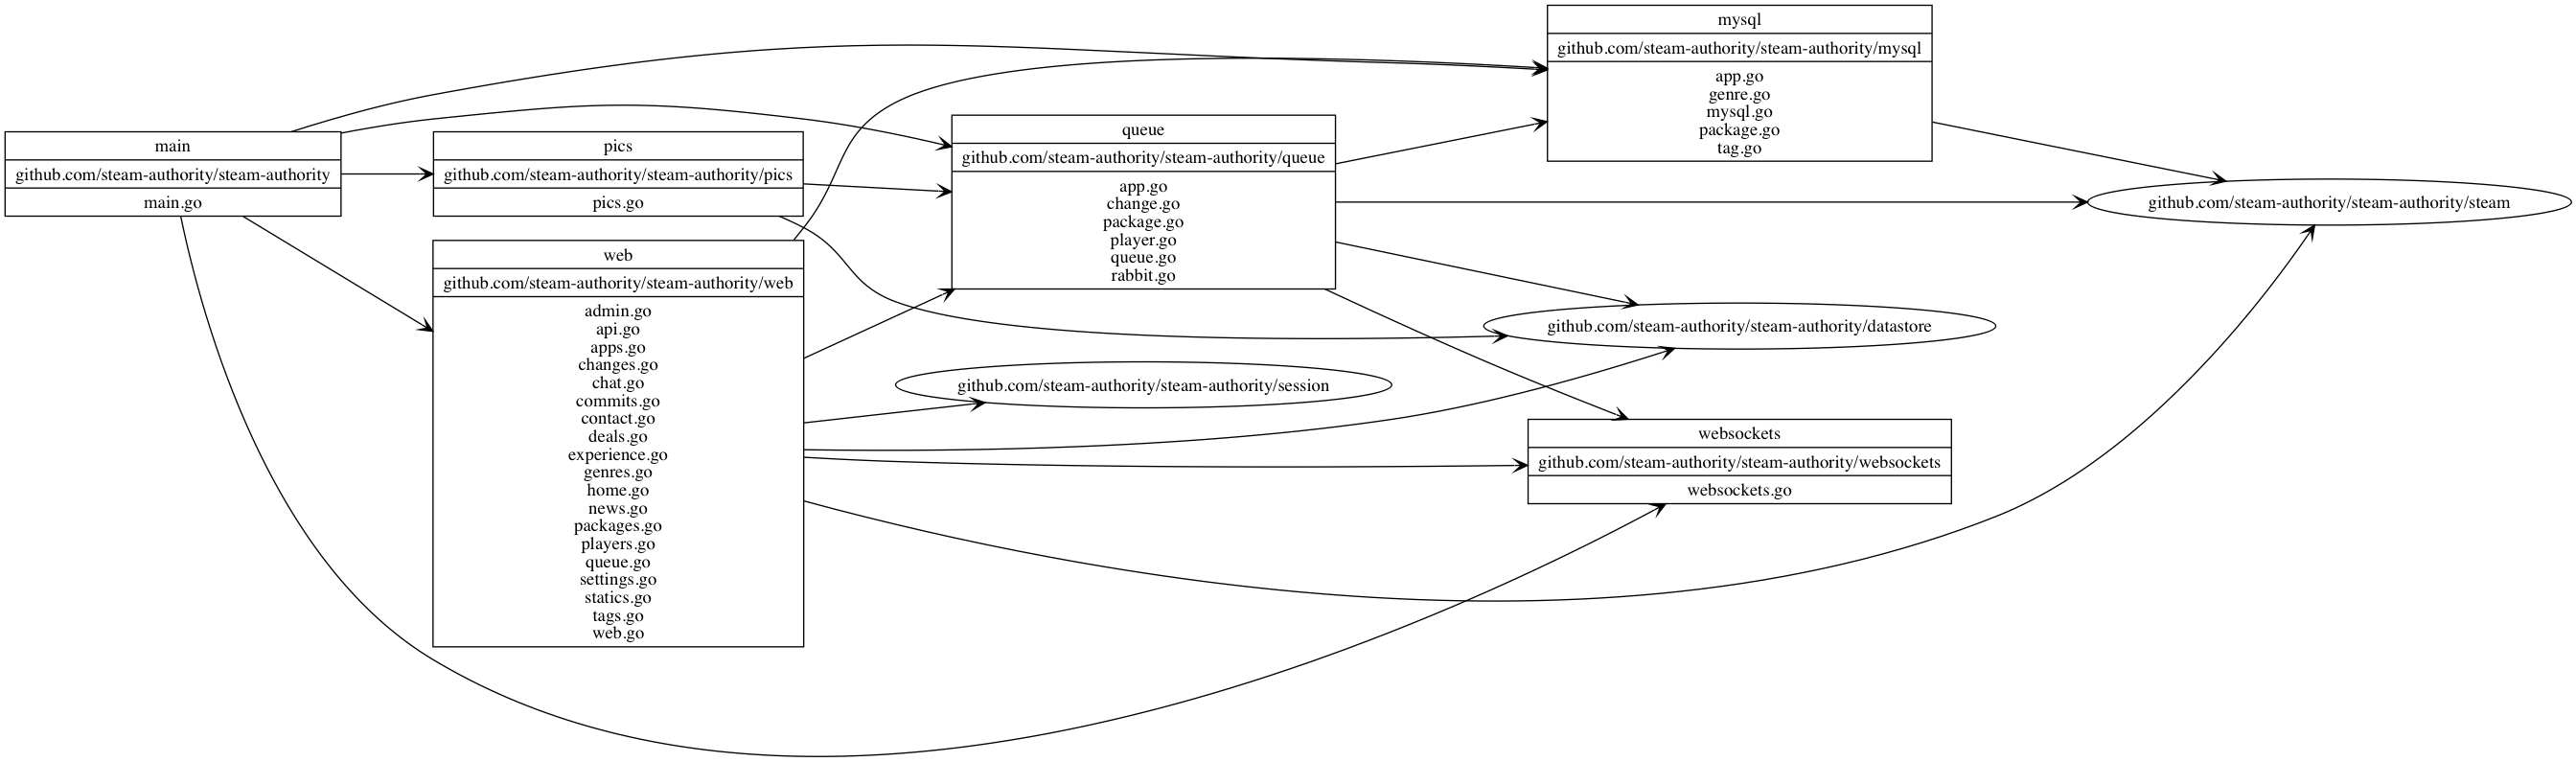 main
github.com/steam-authority/steam-authority
main.go
pics
github.com/steam-authority/steam-authority/pics
pics.go
web
github.com/steam-authority/steam-authority/web
admin.go
api.go
apps.go
changes.go
chat.go
commits.go
contact.go
deals.go
experience.go
genres.go
home.go
news.go
packages.go
players.go
queue.go
settings.go
statics.go
tags.go
web.go
queue
github.com/steam-authority/steam-authority/queue
app.go
change.go
package.go
player.go
queue.go
rabbit.go
github.com/steam-authority/steam-authority/session
mysql
github.com/steam-authority/steam-authority/mysql
app.go
genre.go
mysql.go
package.go
tag.go
github.com/steam-authority/steam-authority/datastore
websockets
github.com/steam-authority/steam-authority/websockets
websockets.go
github.com/steam-authority/steam-authority/steam